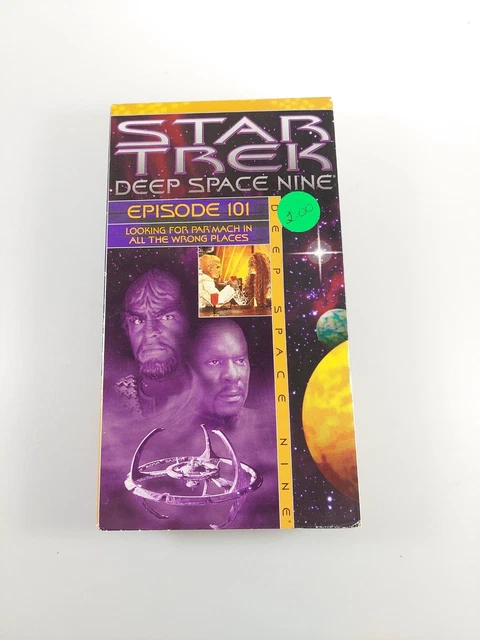 STAR
TREK
DEEP SPACE NINE
EPISODE 101
LOOKING FOR PAR'MACH IN
ALL THE WRONG PLACES
2.00
DEEP SPACE NINE